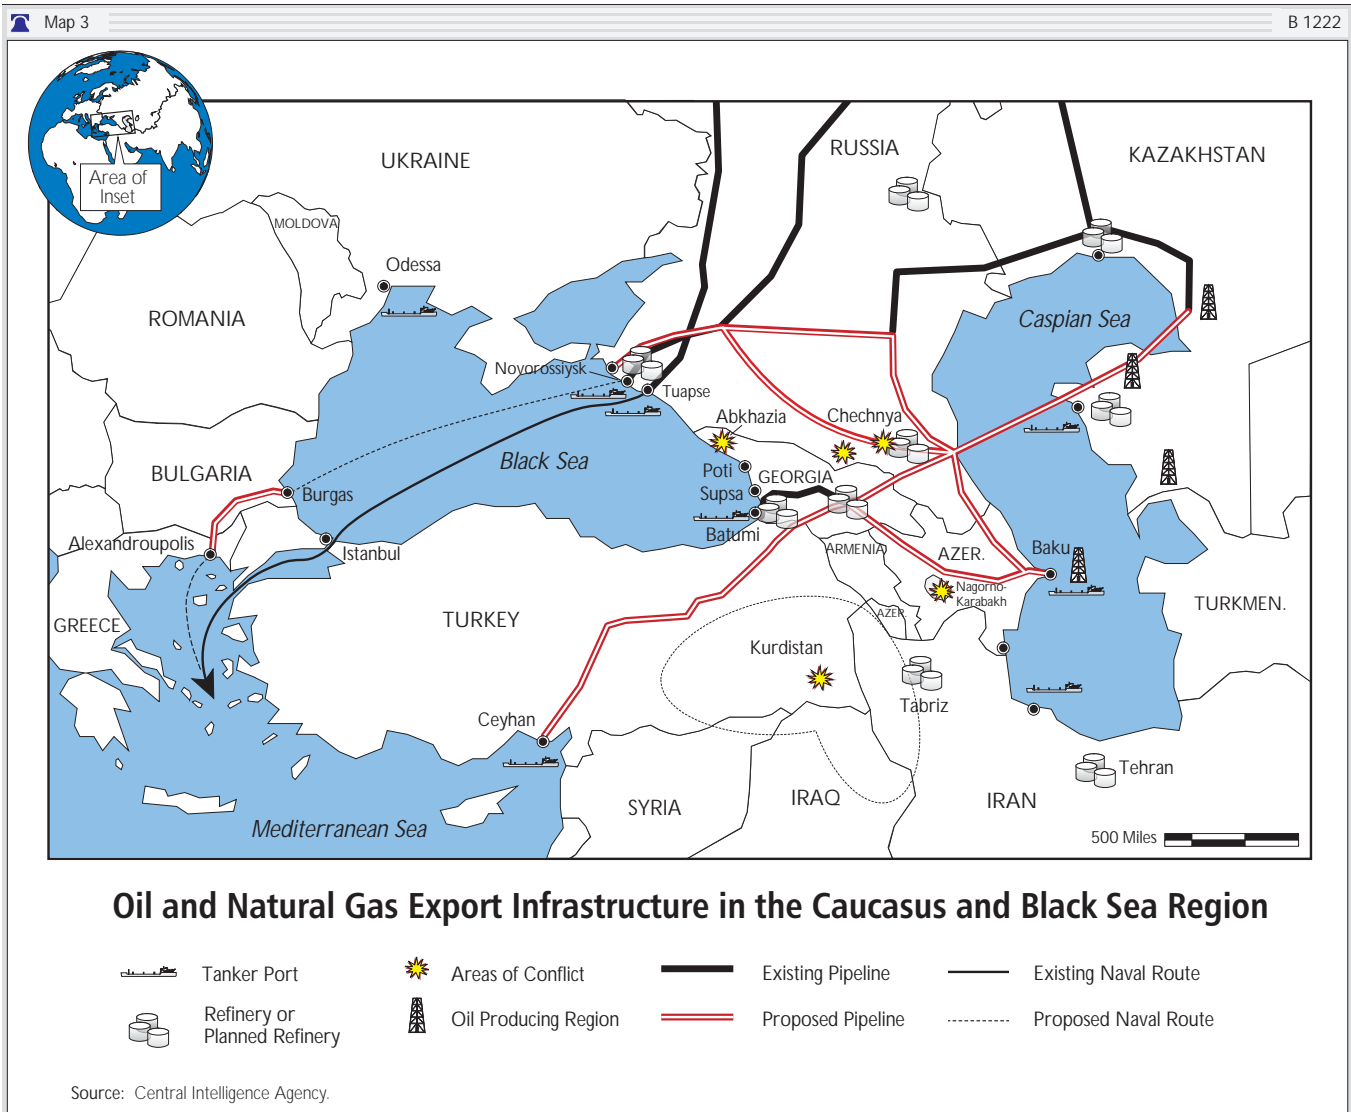 Map 3
B 1222
Area of
Inset
UKRAINE
RUSSIA
KAZAKHSTAN
MOLDOVA
Odessa
ROMANIA
Caspian Sea
Novorossiysk
Tuapse
Abkhazia
Chechnya
Black Sea
BULGARIA
Burgas
Poti
GEORGIA
Supsa
Batumi
Alexandroupolis
Istanbul
ARMENIA
AZER.
Baku
Nagorno-
Karabakh
AZER.
TURKMEN.
GREECE
TURKEY
Kurdistan
Tabriz
Ceyhan
Tehran
SYRIA
IRAQ
IRAN
Mediterranean Sea
500 Miles
Oil and Natural Gas Export Infrastructure in the Caucasus and Black Sea Region
Tanker Port
Areas of Conflict
Existing Pipeline
Existing Naval Route
Refinery or
Planned Refinery
Oil Producing Region
Proposed Pipeline
Proposed Naval Route
Source: Central Intelligence Agency.